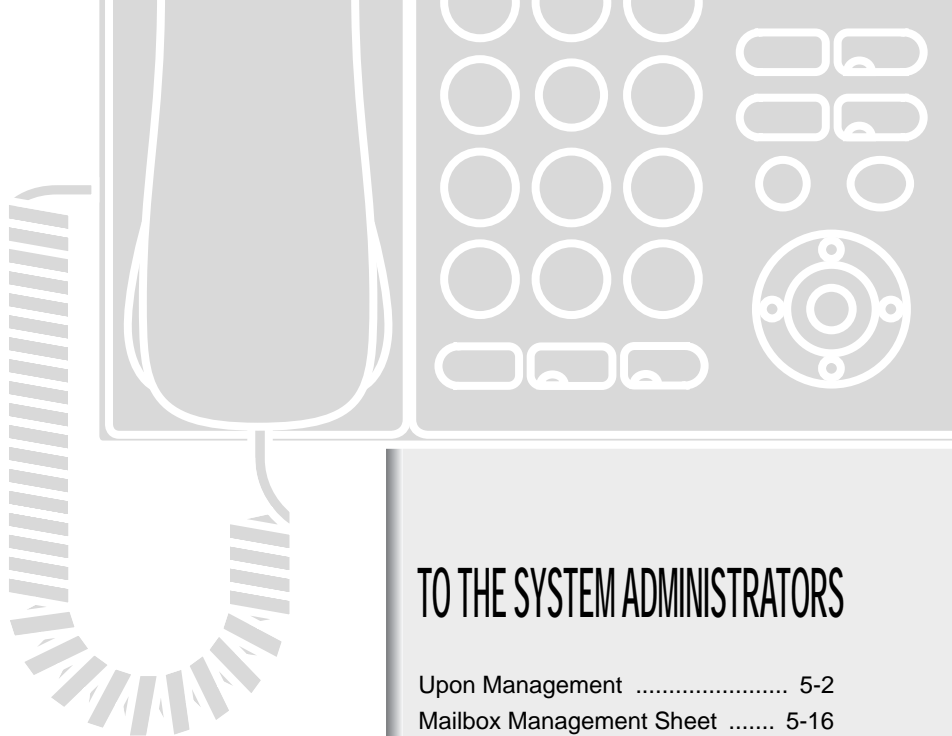 TO THE SYSTEM ADMINISTRATORS
Upon Management ....................... 5-2
Mailbox Management Sheet ....... 5-16